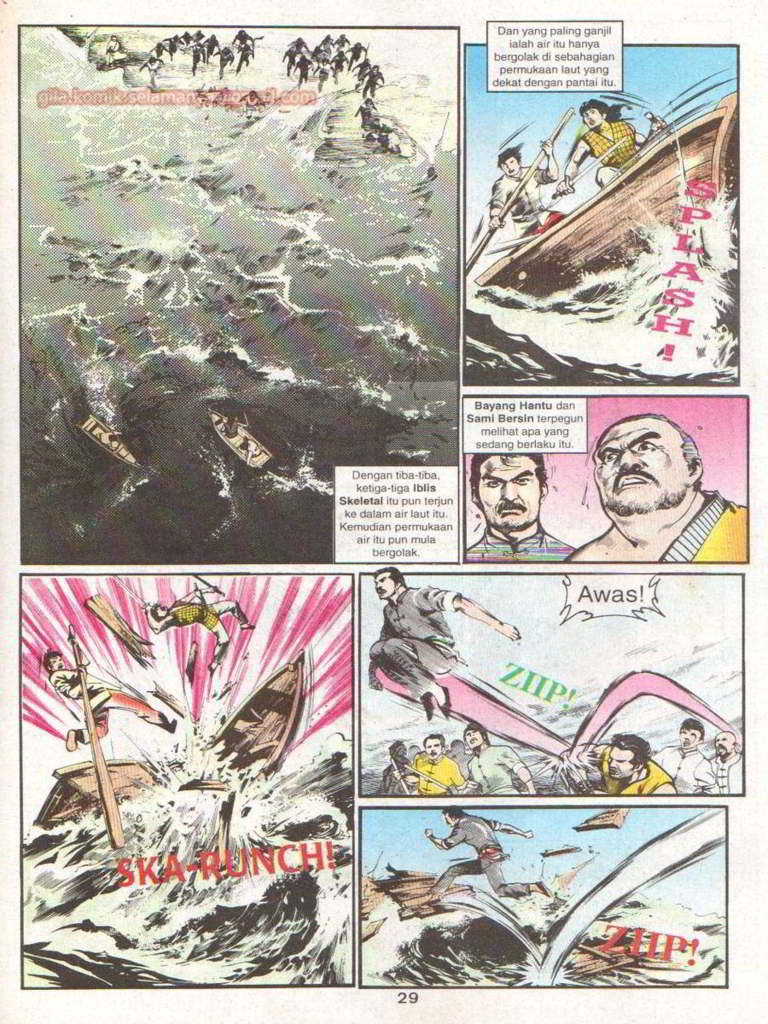 Dengan tiba-tiba,
ketiga-tiga Iblis
Skeletal itu pun terjun
ke dalam air laut itu.
Kemudian permukaan
air itu pun mula
bergolak.
Dan yang paling ganjil
ialah air itu hanya
bergolak di sebahagian
permukaan laut yang
dekat dengan pantai itu.
SPLASH!
Bayang Hantu dan
Sami Bersin terpegun
melihat apa yang
sedang berlaku itu.
SKA-RUNCH!
Awas!
ZIIP!
ZIIP!
29